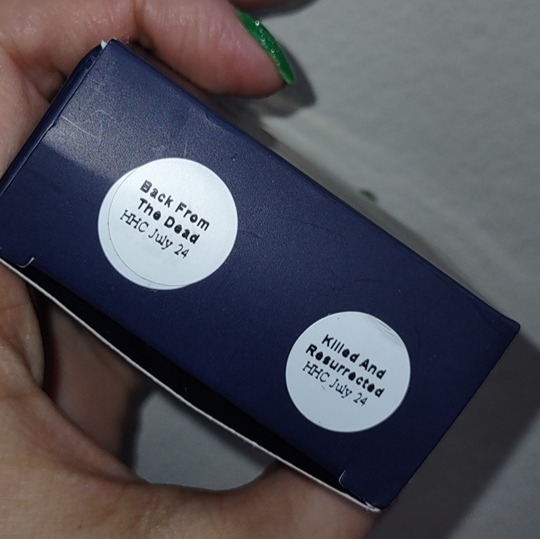 Back From
The Dead
HHC July 24
Killed And
Resurrected
HHC July 24